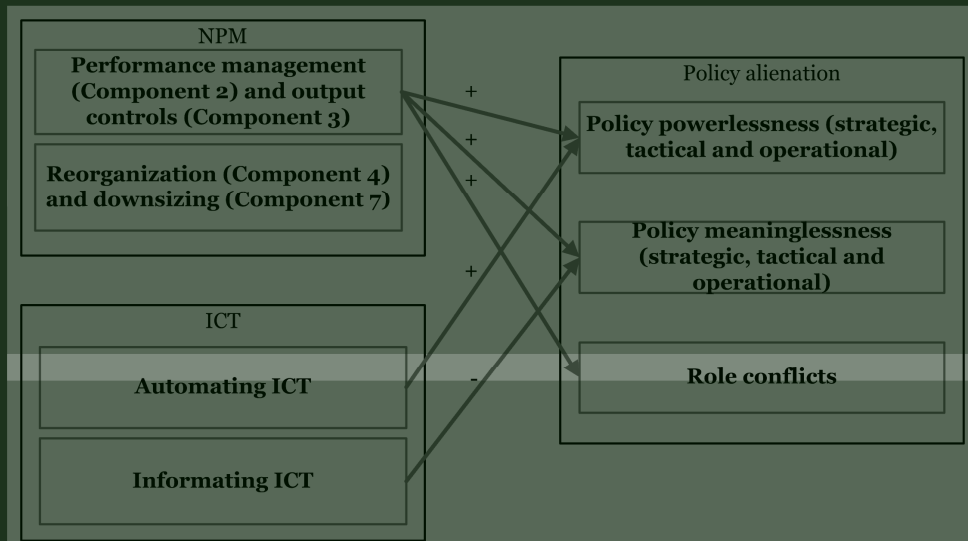 NPM
Performance management
(Component 2) and output
controls (Component 3)
Reorganization (Component 4)
and downsizing (Component 7)
ICT
Automating ICT
Informating ICT
+
+
+
+
-
Policy alienation
Policy powerlessness (strategic,
tactical and operational)
Policy meaninglessness
(strategic, tactical and
operational)
Role conflicts